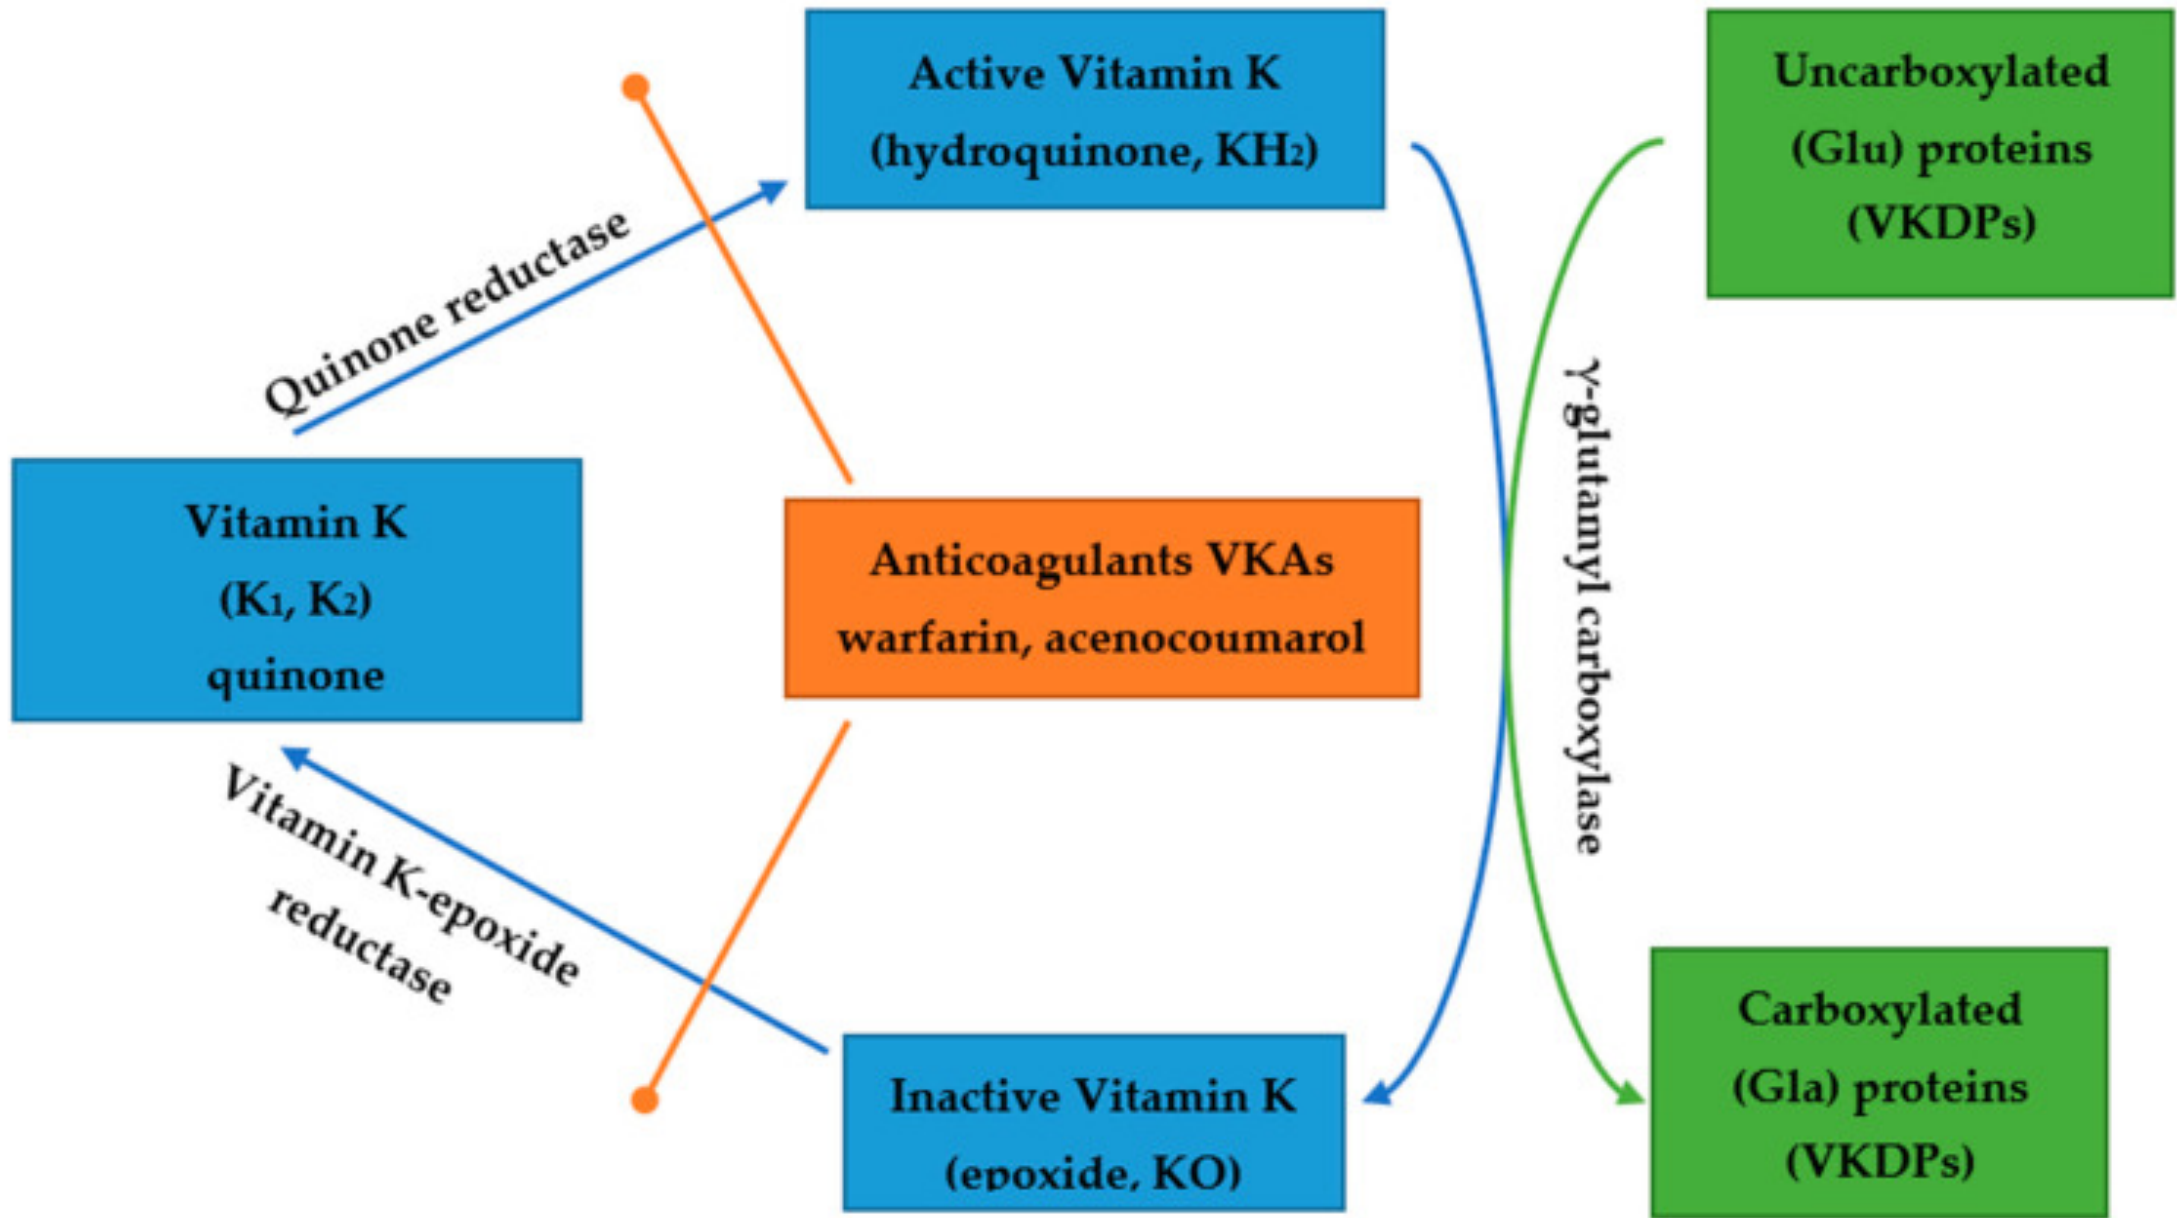 Active Vitamin K
(hydroquinone, KH₂)
Uncarboxylated
(Glu) proteins
(VKDPs)
Quinone reductase
Vitamin K
(K₁, K₂)
quinone
Anticoagulants VKAs
warfarin, acenocoumarol
γ-glutamyl carboxylase
Vitamin K-epoxide
reductase
Inactive Vitamin K
(epoxide, KO)
Carboxylated
(Gla) proteins
(VKDPs)